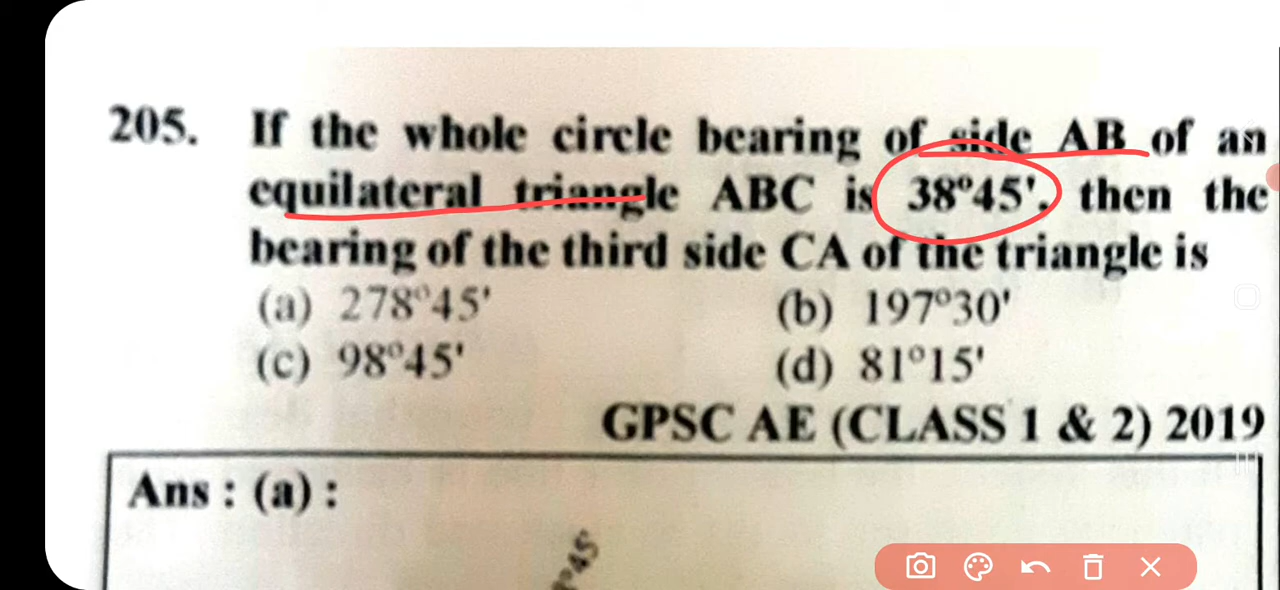 205. If the whole circle bearing of side AB of an
equilateral triangle ABC is 38°45'. then the
bearing of the third side CA of the triangle is
(a) 278°45' (b) 197°30'
(c) 98°45' (d) 81°15'
GPSC AE (CLASS 1 & 2) 2019
Ans : (a) :